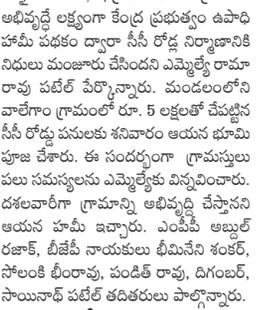 అభివృద్ధే లక్ష్యంగా కేంద్ర ప్రభుత్వం ఉపాధి
హామీ పథకం ద్వారా సీసీ రోడ్ల నిర్మాణానికి
నిధులు మంజూరు చేసిందని ఎమ్మెల్యే రామా
రావు పటేల్ పేర్కొన్నారు. మండలంలోని
వాలేగాం గ్రామంలో రూ. 5 లక్షలతో చేపట్టిన
సీసీ రోడ్డు పనులకు శనివారం ఆయన భూమి
పూజ చేశారు. ఈ సందర్భంగా గ్రామస్తులు
పలు సమస్యలను ఎమ్మెల్యేకు విన్నవించారు.
దశలవారీగా గ్రామాన్ని అభివృద్ది చేస్తానని
ఆయన హమీ ఇచ్చారు. ఎంపీపీ అబ్దుల్
రజాక్, బీజేపీ నాయకులు భీమినేని శంకర్,
సోలంకి భీంరావు, పండిత్ రావు, దిగంబర్,
సాయినాథ్ పటేల్ తదితరులు పాల్గొన్నారు.